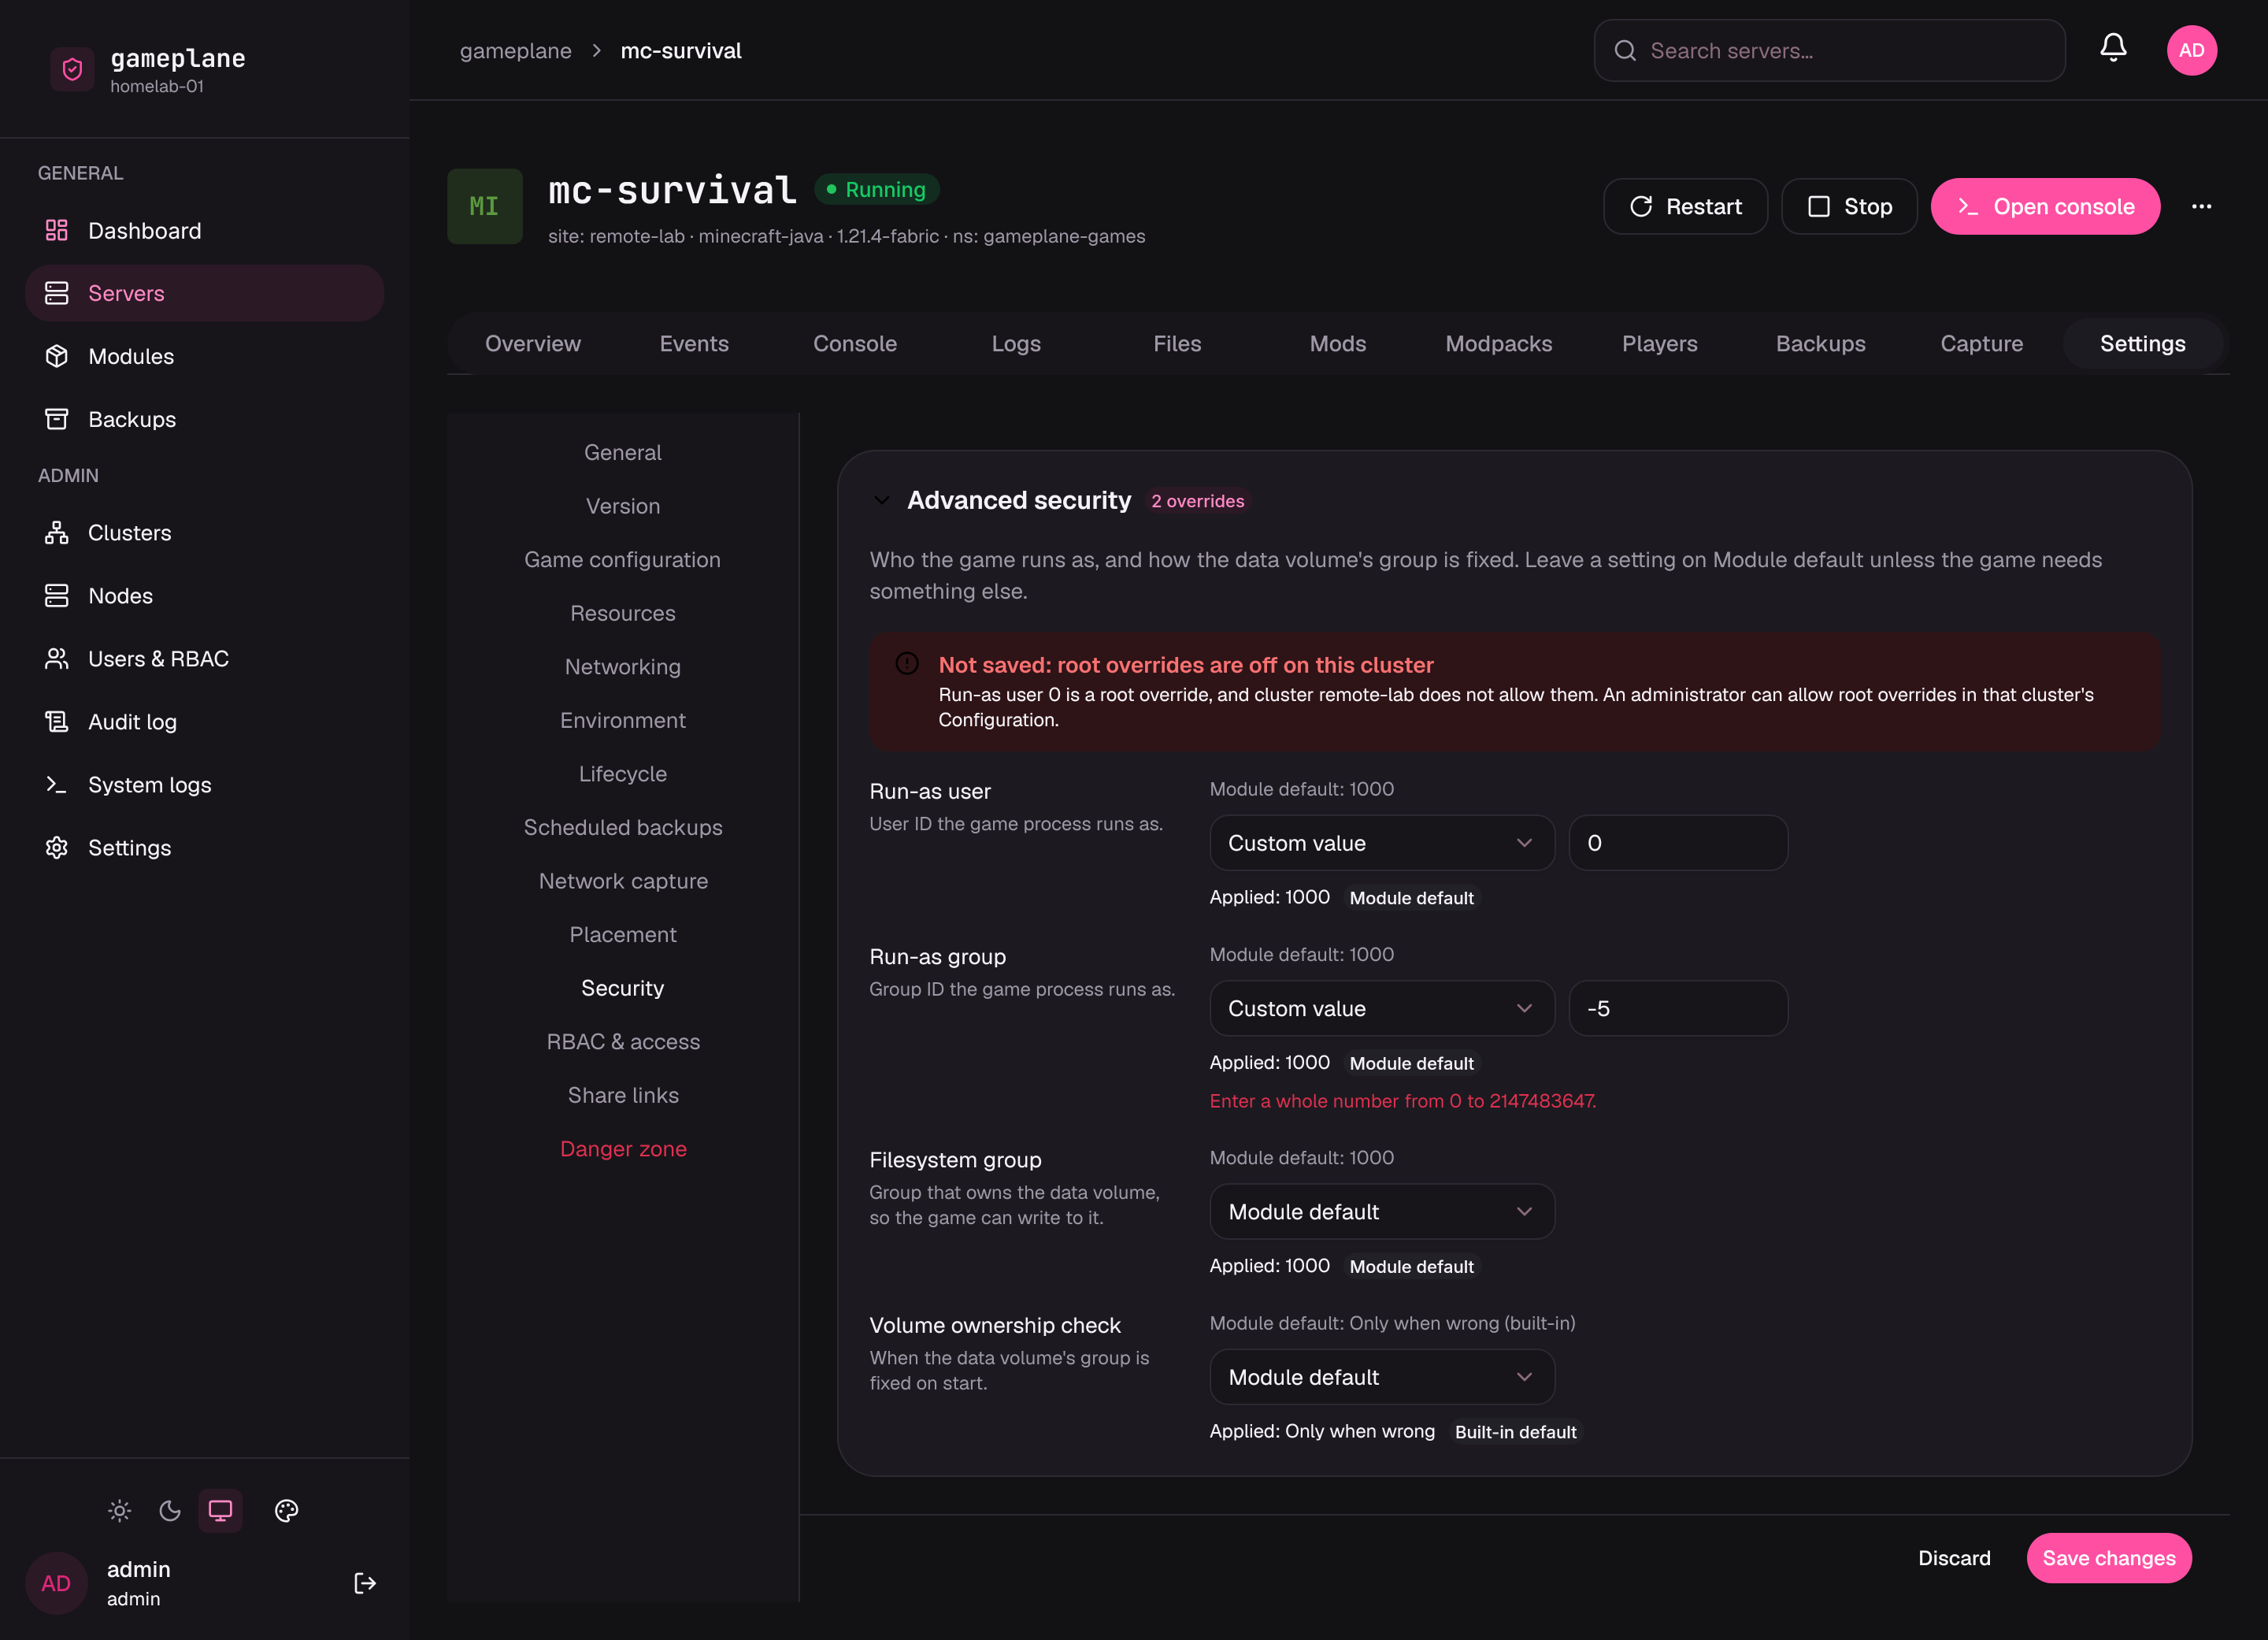 gameplane
homelab-01
GENERAL
Dashboard
Servers
Modules
Backups
ADMIN
Clusters
Nodes
Users & RBAC
Audit log
System logs
Settings
AD
admin
admin
gameplane > mc-survival
Search servers...
AD
MI
mc-survival
Running
site: remote-lab · minecraft-java · 1.21.4-fabric · ns: gameplane-games
Restart
Stop
Open console
Overview
Events
Console
Logs
Files
Mods
Modpacks
Players
Backups
Capture
Settings
General
Version
Game configuration
Resources
Networking
Environment
Lifecycle
Scheduled backups
Network capture
Placement
Security
RBAC & access
Share links
Danger zone
Advanced security
2 overrides
Who the game runs as, and how the data volume's group is fixed. Leave a setting on Module default unless the game needs
something else.
Not saved: root overrides are off on this cluster
Run-as user 0 is a root override, and cluster remote-lab does not allow them. An administrator can allow root overrides in that cluster's
Configuration.
Run-as user
User ID the game process runs as.
Module default: 1000
Custom value
0
Applied: 1000
Module default
Run-as group
Group ID the game process runs as.
Module default: 1000
Custom value
-5
Applied: 1000
Module default
Enter a whole number from 0 to 2147483647.
Filesystem group
Group that owns the data volume,
so the game can write to it.
Module default: 1000
Module default
Applied: 1000
Module default
Volume ownership check
When the data volume's group is
fixed on start.
Module default: Only when wrong (built-in)
Module default
Applied: Only when wrong
Built-in default
Discard
Save changes